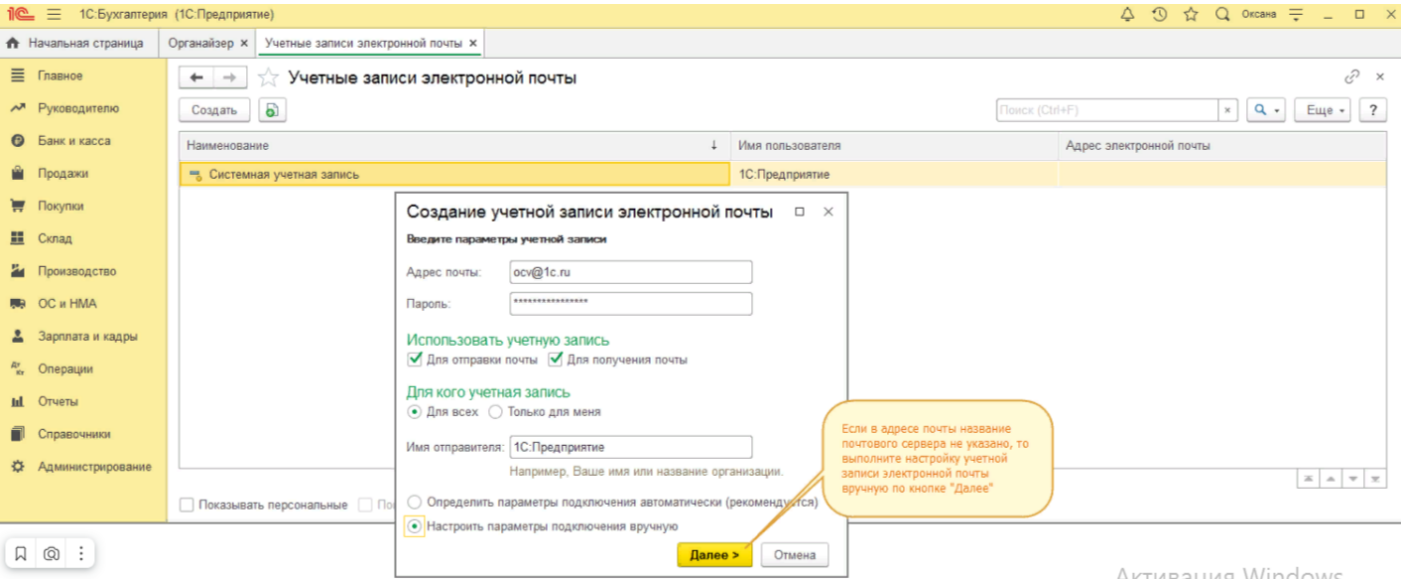 1С:Бухгалтерия (1С:Предприятие)
Оксана
Начальная страница
Органайзер ×
Учетные записи электронной почты ×
Главное
Руководителю
Банк и касса
Продажи
Покупки
Склад
Производство
ОС и НМА
Зарплата и кадры
Операции
Отчеты
Справочники
Администрирование
Учетные записи электронной почты
Создать
Поиск (Ctrl+F)
×
Еще
?
Наименование ↓
Имя пользователя
Адрес электронной почты
Системная учетная запись
1С:Предприятие
Создание учетной записи электронной почты
Введите параметры учетной записи
Адрес почты: ocv@1c.ru
Пароль: ****************
Использовать учетную запись
Для отправки почты Для получения почты
Для кого учетная запись
Для всех Только для меня
Имя отправителя: 1С:Предприятие
Например, Ваше имя или название организации.
Определить параметры подключения автоматически (рекомендуется)
Настроить параметры подключения вручную
Далее >
Отмена
Если в адресе почты название
почтового сервера не указано, то
выполните настройку учетной
записи электронной почты
вручную по кнопке "Далее"
Показывать персональные
Активация Windows